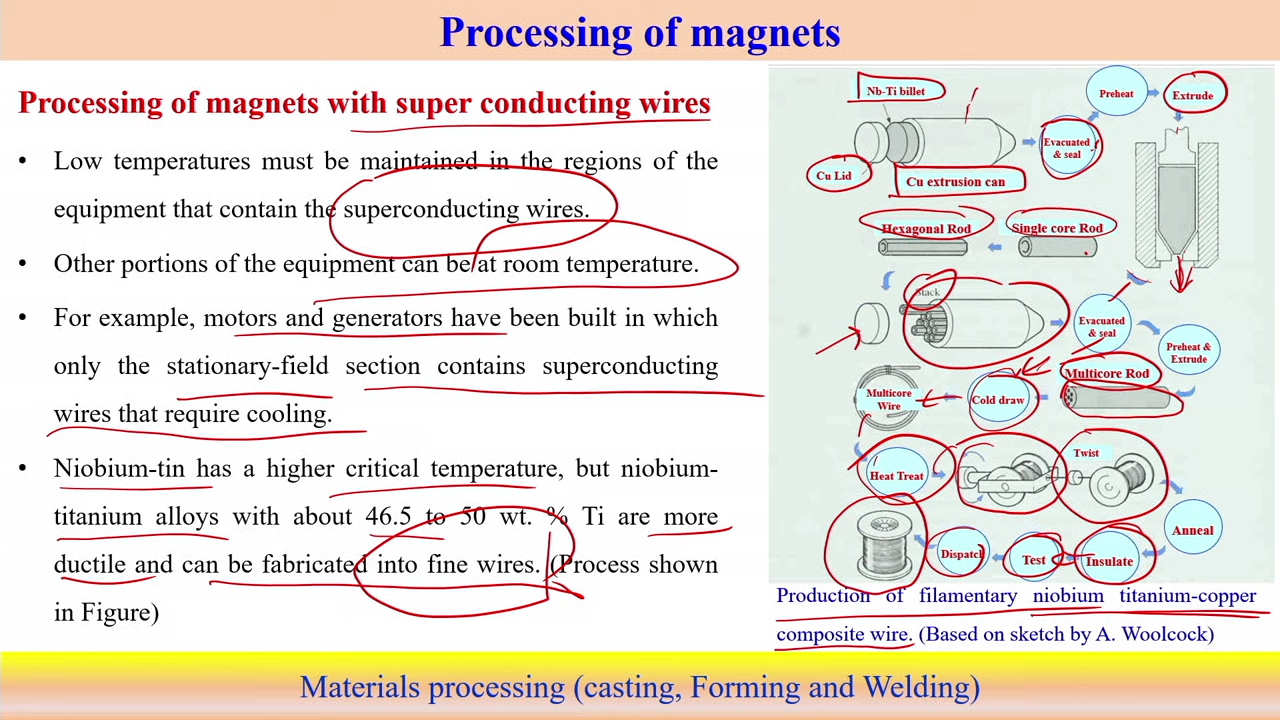 Processing of magnets
Processing of magnets with super conducting wires
• Low temperatures must be maintained in the regions of the
equipment that contain the superconducting wires.
• Other portions of the equipment can be at room temperature.
• For example, motors and generators have been built in which
only the stationary-field section contains superconducting
wires that require cooling.
• Niobium-tin has a higher critical temperature, but niobium-
titanium alloys with about 46.5 to 50 wt. % Ti are more
ductile and can be fabricated into fine wires. (Process shown
in Figure)
Nb-Ti billet
Preheat
Extrude
Evacuated
& seal
Cu Lid
Cu extrusion can
Hexagonal Rod
Single core Rod
Stack
Evacuated
& seal
Preheat &
Extrude
Multicore Rod
Cold draw
Multicore
Wire
Heat Treat
Twist
Anneal
Insulate
Test
Dispatch
Production of filamentary niobium titanium-copper
composite wire. (Based on sketch by A. Woolcock)
Materials processing (casting, Forming and Welding)